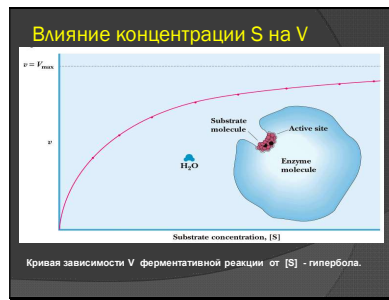 Влияние концентрации S на V
v = Vmax
Substrate
molecule
Active site
v
H2O
Enzyme
molecule
Substrate concentration, [S]
Кривая зависимости V ферментативной реакции от [S] - гипербола.